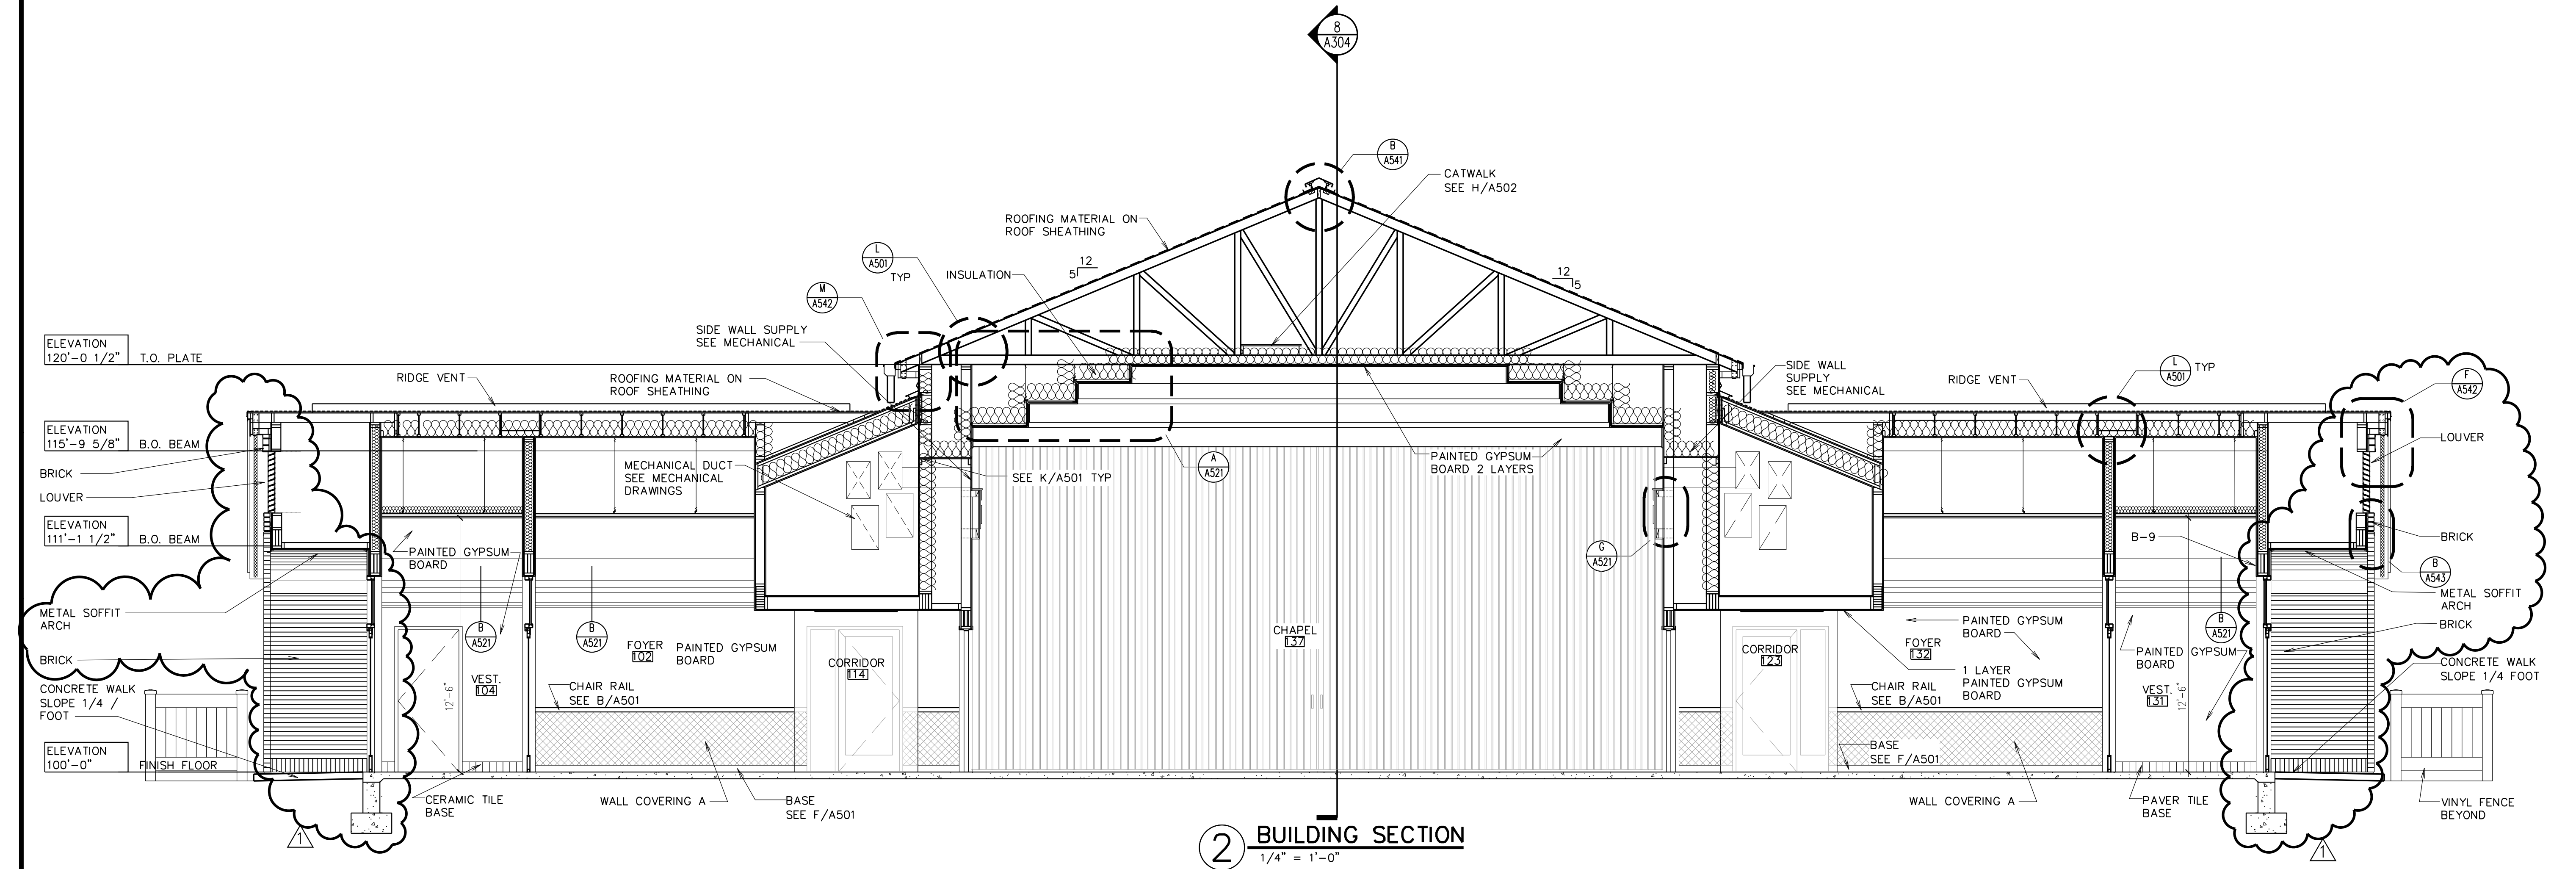 8
A304
B
A541
CATWALK
SEE H/A502
ROOFING MATERIAL ON
ROOF SHEATHING
L
A501
TYP
INSULATION
12
5
12
5
M
A542
SIDE WALL SUPPLY
SEE MECHANICAL
ELEVATION
120'-0 1/2"
T.O. PLATE
RIDGE VENT
ROOFING MATERIAL ON
ROOF SHEATHING
SIDE WALL
SUPPLY
SEE MECHANICAL
RIDGE VENT
L
A501
TYP
F
A542
ELEVATION
115'-9 5/8"
B.O. BEAM
LOUVER
BRICK
LOUVER
MECHANICAL DUCT
SEE MECHANICAL
DRAWINGS
SEE K/A501 TYP
A
A521
PAINTED GYPSUM
BOARD 2 LAYERS
ELEVATION
111'-1 1/2"
B.O. BEAM
PAINTED GYPSUM
BOARD
G
A521
B-9
BRICK
B
A543
METAL SOFFIT
ARCH
METAL SOFFIT
ARCH
B
A521
B
A521
FOYER
102
PAINTED GYPSUM
BOARD
CHAPEL
137
PAINTED GYPSUM
BOARD
B
A521
BRICK
BRICK
VEST.
104
12'-6"
CORRIDOR
114
CORRIDOR
123
FOYER
132
1 LAYER
PAINTED GYPSUM
BOARD
PAINTED GYPSUM
BOARD
CONCRETE WALK
SLOPE 1/4 /
FOOT
CHAIR RAIL
SEE B/A501
CHAIR RAIL
SEE B/A501
VEST.
131
12'-6"
CONCRETE WALK
SLOPE 1/4 FOOT
ELEVATION
100'-0"
FINISH FLOOR
BASE
SEE F/A501
CERAMIC TILE
BASE
WALL COVERING A
BASE
SEE F/A501
WALL COVERING A
PAVER TILE
BASE
VINYL FENCE
BEYOND
1
1
2
BUILDING SECTION
1/4" = 1'-0"